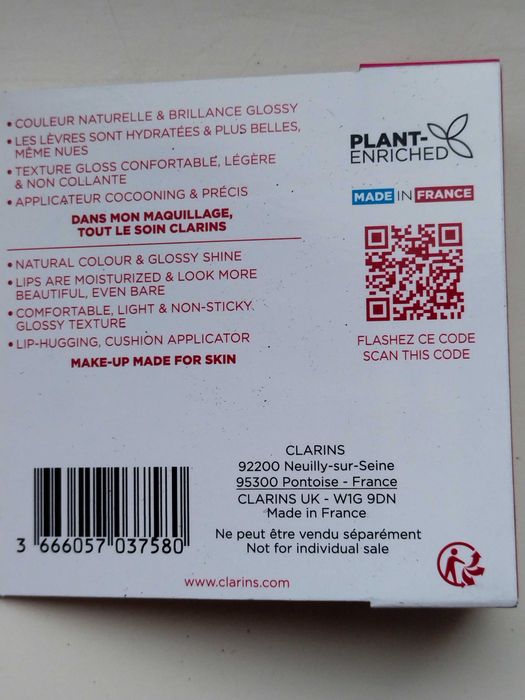 • COULEUR NATURELLE & BRILLANCE GLOSSY
• LES LÈVRES SONT HYDRATÉES & PLUS BELLES,
MÊME NUES
• TEXTURE GLOSS CONFORTABLE, LÉGÈRE
& NON COLLANTE
• APPLICATEUR COCOONING & PRÉCIS
DANS MON MAQUILLAGE,
TOUT LE SOIN CLARINS
• NATURAL COLOUR & GLOSSY SHINE
• LIPS ARE MOISTURIZED & LOOK MORE
BEAUTIFUL, EVEN BARE
• COMFORTABLE, LIGHT & NON-STICKY
GLOSSY TEXTURE
• LIP-HUGGING, CUSHION APPLICATOR
MAKE-UP MADE FOR SKIN
PLANT-
ENRICHED
MADE IN FRANCE
FLASHEZ CE CODE
SCAN THIS CODE
CLARINS
92200 Neuilly-sur-Seine
95300 Pontoise - France
CLARINS UK - W1G 9DN
Made in France
Ne peut être vendu séparément
Not for individual sale
3 666057 037580
www.clarins.com